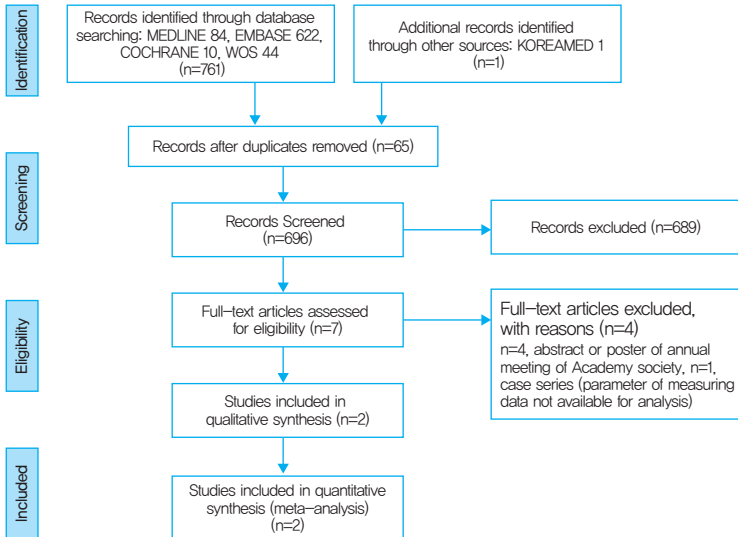 Identification
Records identified through database
searching: MEDLINE 84, EMBASE 622,
COCHRANE 10, WOS 44
(n=761)
Additional records identified
through other sources: KOREAMED 1
(n=1)
Records after duplicates removed (n=65)
Screening
Records Screened
(n=696)
Records excluded (n=689)
Eligibility
Full-text articles assessed
for eligibility (n=7)
Full-text articles excluded,
with reasons (n=4)
n=4, abstract or poster of annual
meeting of Academy society, n=1,
case series (parameter of measuring
data not available for analysis)
Studies included in
qualitative synthesis (n=2)
Included
Studies included in quantitative
synthesis (meta-analysis)
(n=2)